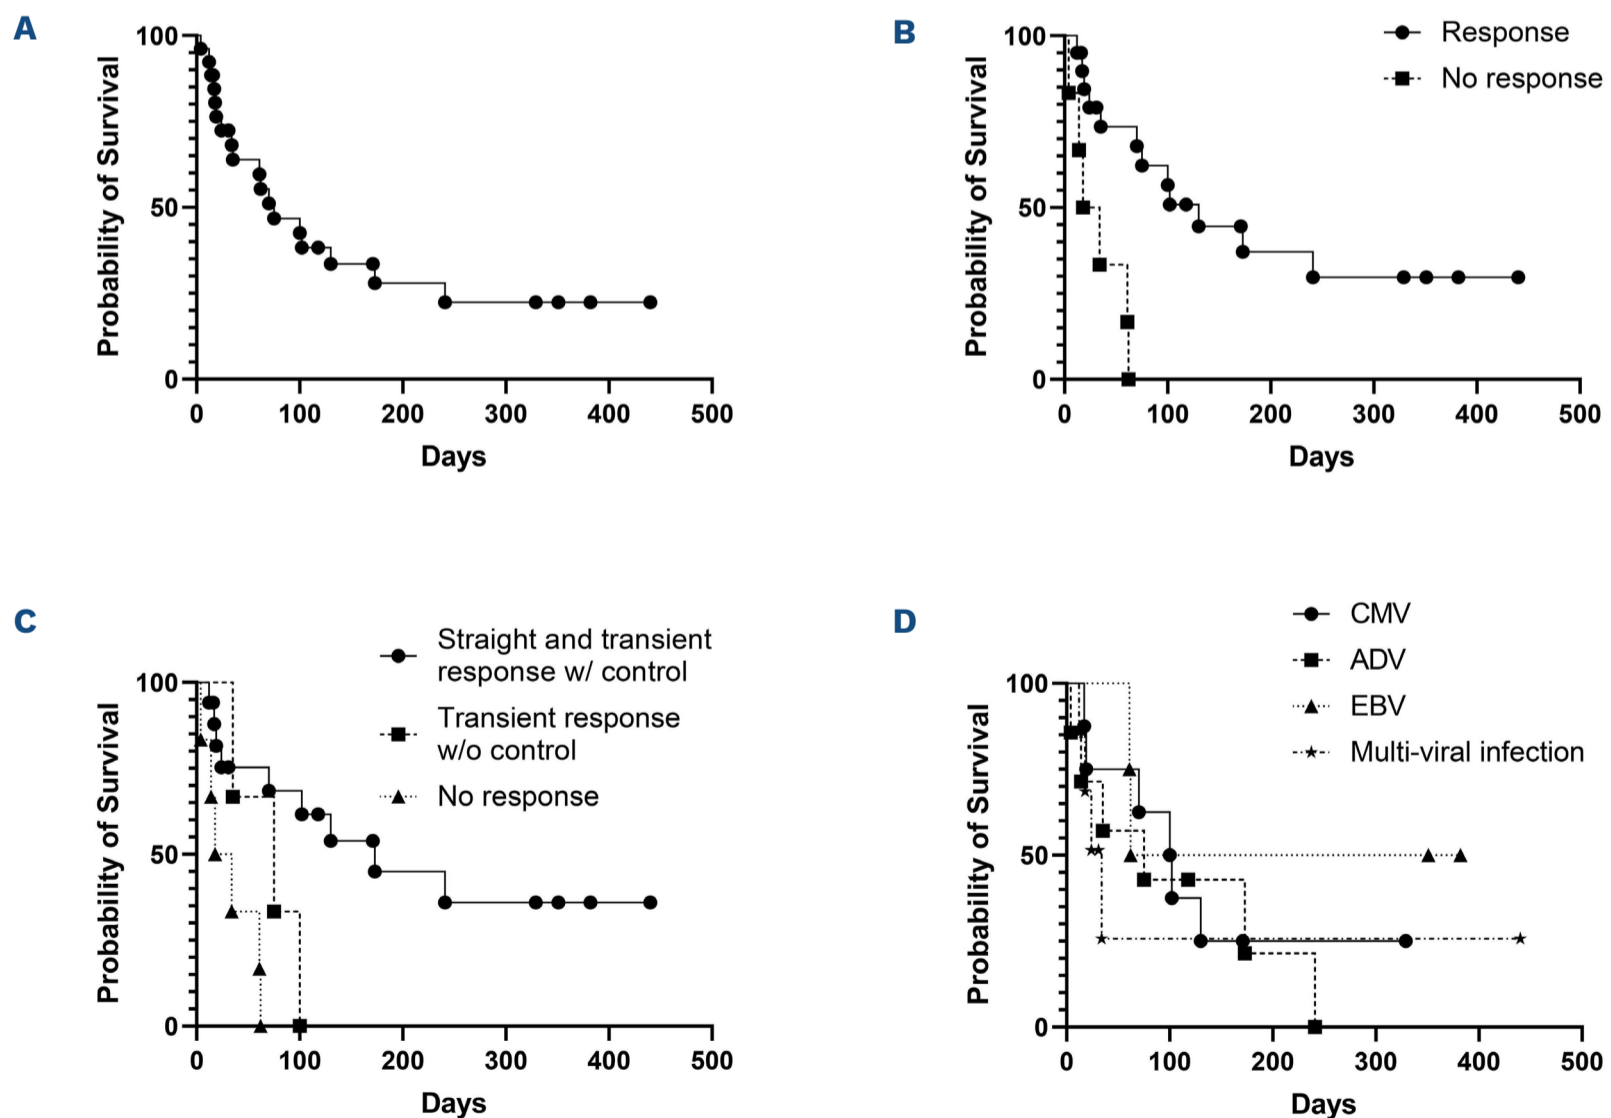 A
Probability of Survival
100
50
0
0 100 200 300 400 500
Days
B
Response
No response
Probability of Survival
100
50
0
0 100 200 300 400 500
Days
C
Straight and transient
response w/ control
Transient response
w/o control
No response
Probability of Survival
100
50
0
0 100 200 300 400 500
Days
D
CMV
ADV
EBV
Multi-viral infection
Probability of Survival
100
50
0
0 100 200 300 400 500
Days